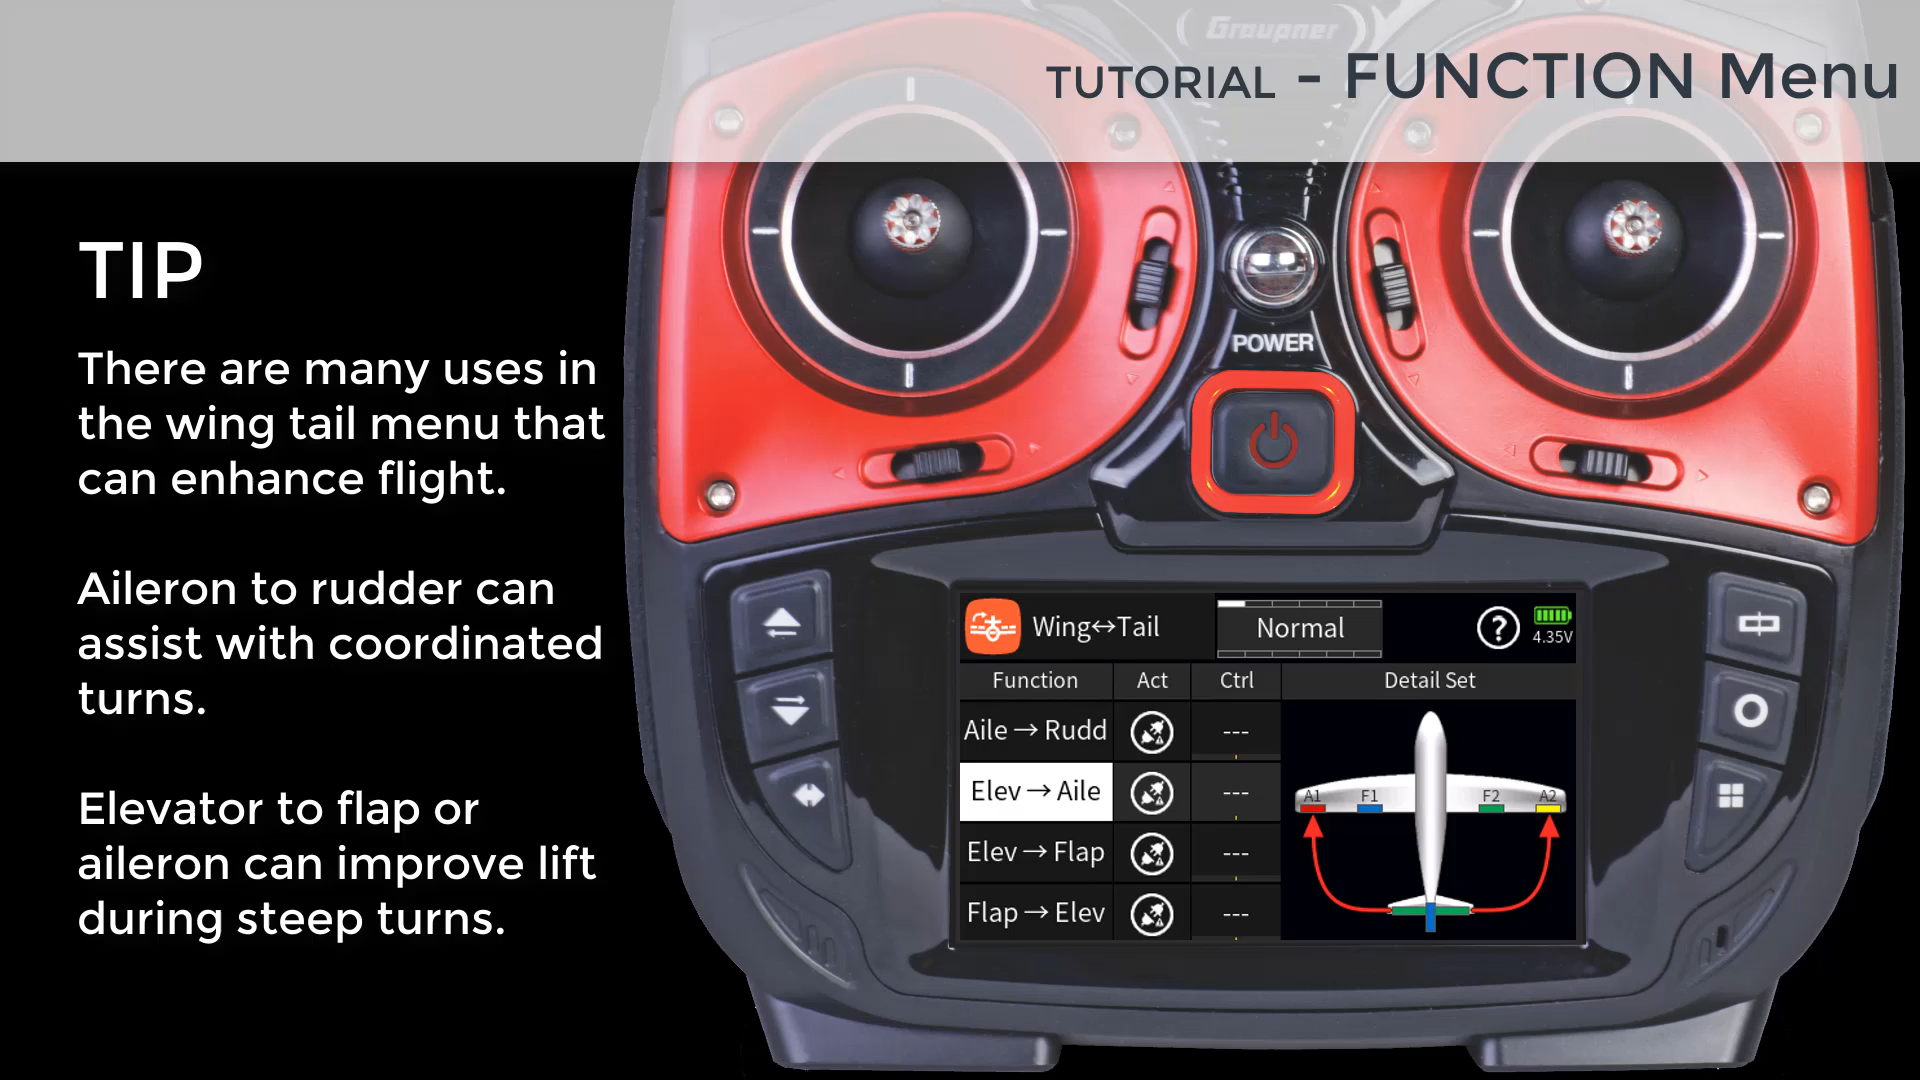 Graupner
TUTORIAL - FUNCTION Menu
TIP
There are many uses in
the wing tail menu that
can enhance flight.
Aileron to rudder can
assist with coordinated
turns.
Elevator to flap or
aileron can improve lift
during steep turns.
POWER
Wing↔Tail
Normal
?
4.35V
Function Act Ctrl Detail Set
Aile → Rudd ---
Elev → Aile ---
Elev → Flap ---
Flap → Elev ---
A1 F1 F2 A2